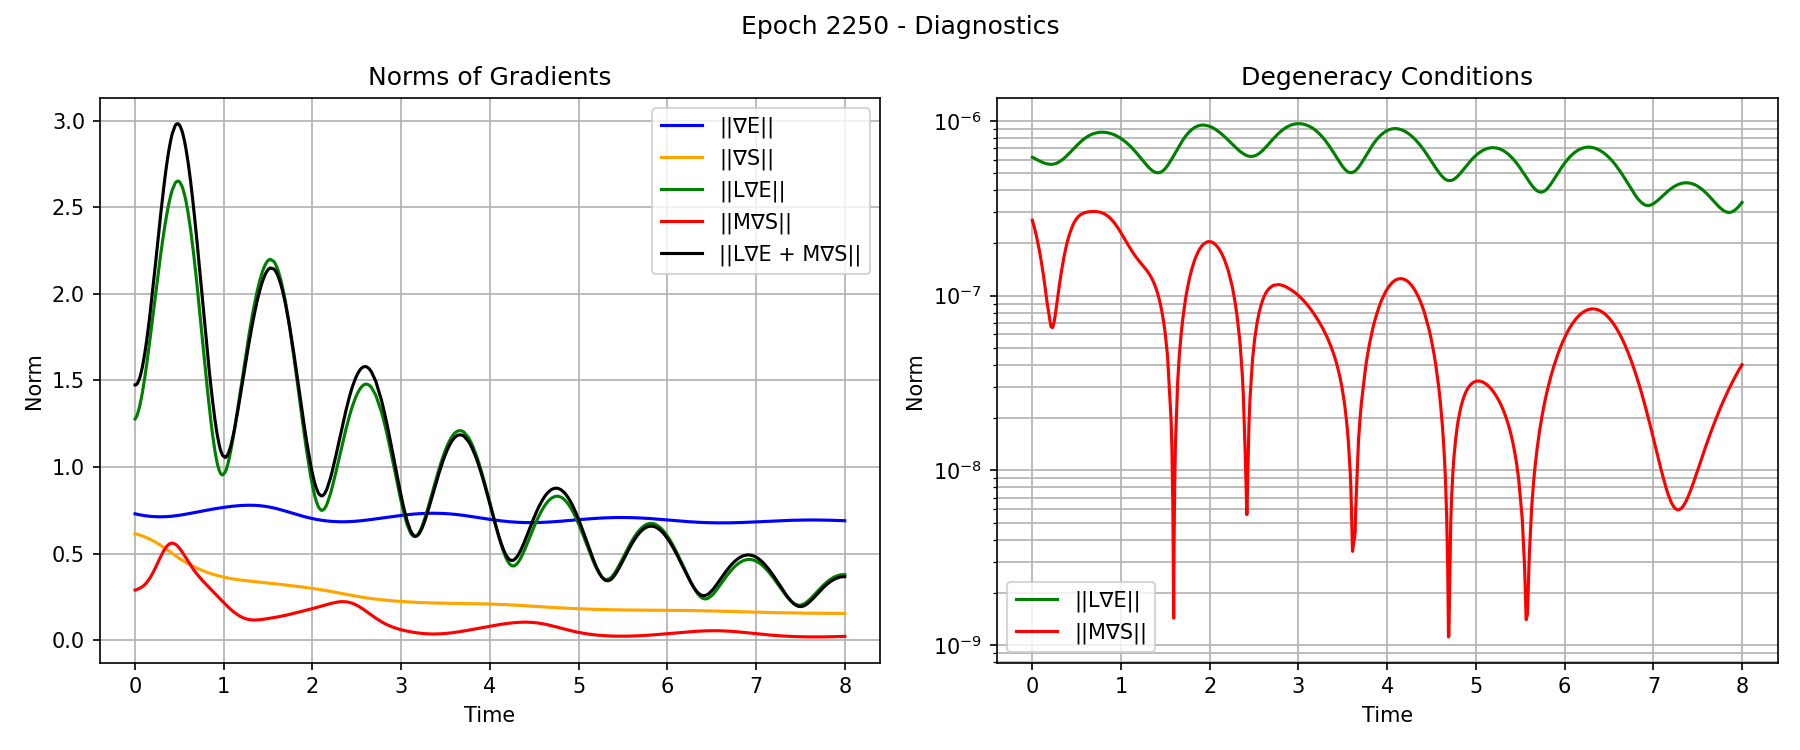 Epoch 2250 - Diagnostics
Norms of Gradients
3.0
2.5
2.0
1.5
1.0
0.5
0.0
Norm
0
1
2
3
4
5
6
7
8
Time
||∇E||
||∇S||
||L∇E||
||M∇S||
||L∇E + M∇S||
Degeneracy Conditions
10⁻⁶
10⁻⁷
10⁻⁸
10⁻⁹
Norm
0
1
2
3
4
5
6
7
8
Time
||L∇E||
||M∇S||